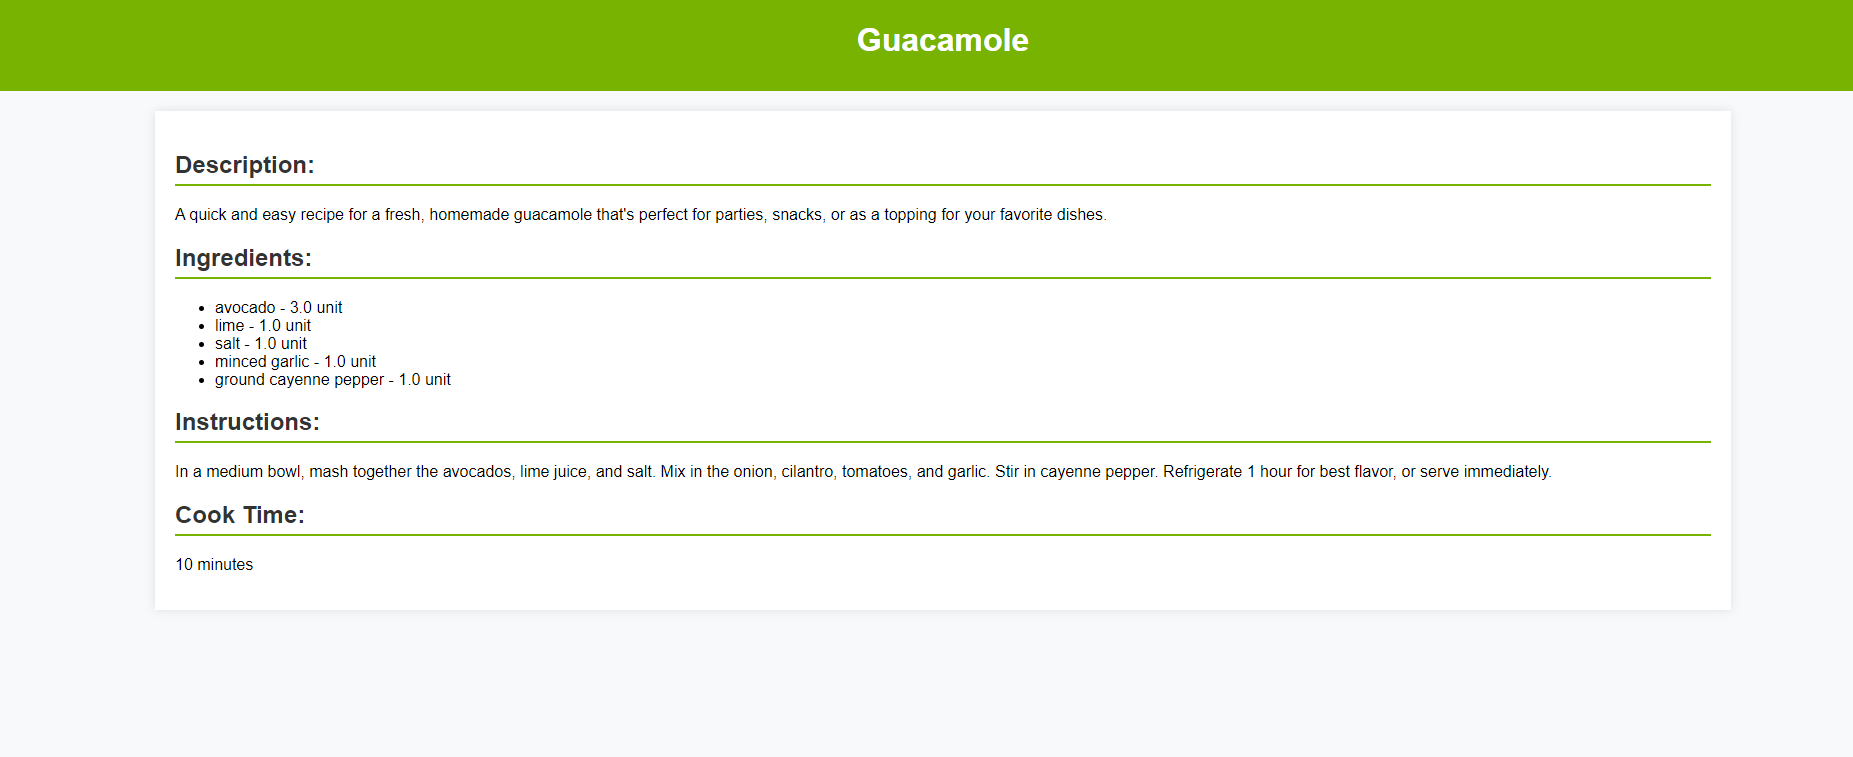 Guacamole
Description:
A quick and easy recipe for a fresh, homemade guacamole that's perfect for parties, snacks, or as a topping for your favorite dishes.
Ingredients:
• avocado - 3.0 unit
• lime - 1.0 unit
• salt - 1.0 unit
• minced garlic - 1.0 unit
• ground cayenne pepper - 1.0 unit
Instructions:
In a medium bowl, mash together the avocados, lime juice, and salt. Mix in the onion, cilantro, tomatoes, and garlic. Stir in cayenne pepper. Refrigerate 1 hour for best flavor, or serve immediately.
Cook Time:
10 minutes